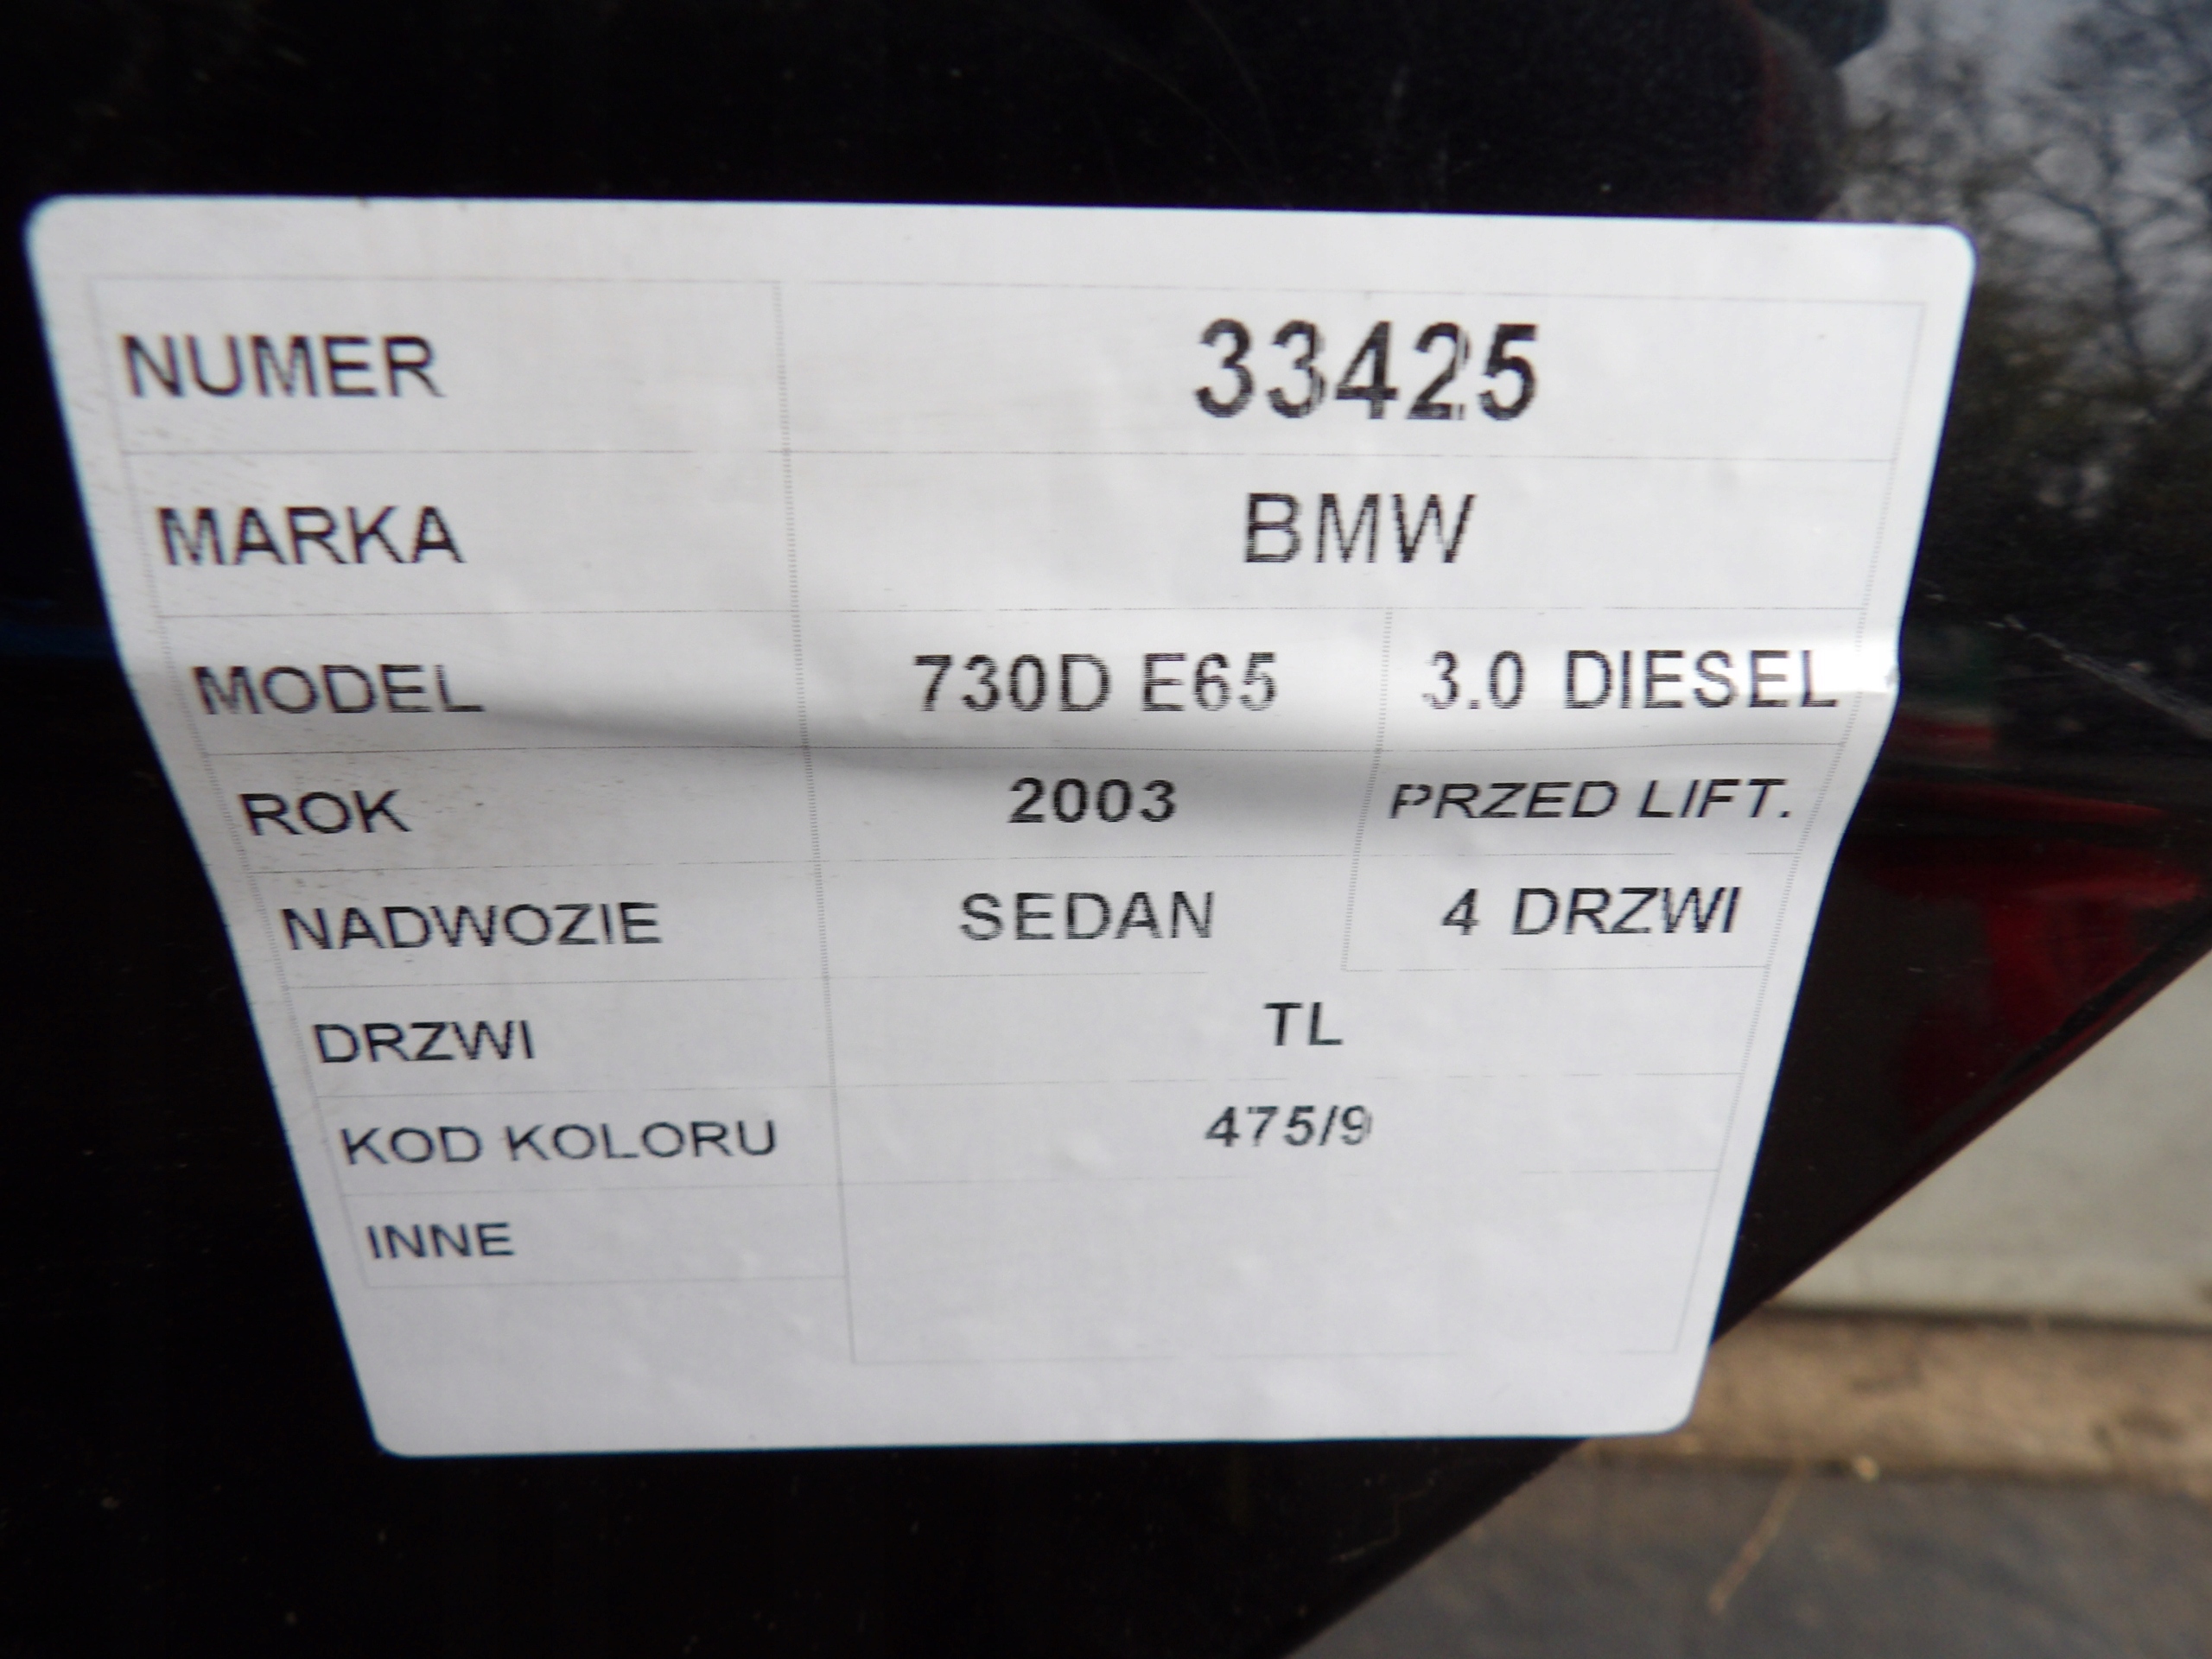 NUMER 33425
MARKA BMW
MODEL 730D E65 3.0 DIESEL
ROK 2003 PRZED LIFT.
NADWOZIE SEDAN 4 DRZWI
DRZWI TL
KOD KOLORU 475/9
INNE